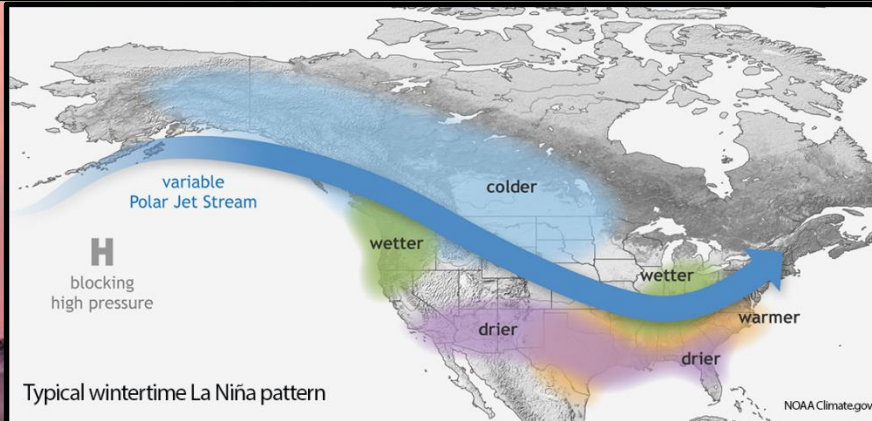 variable
Polar Jet Stream
colder
H
blocking
high pressure
wetter
wetter
warmer
drier
drier
Typical wintertime La Niña pattern
NOAA Climate.gov